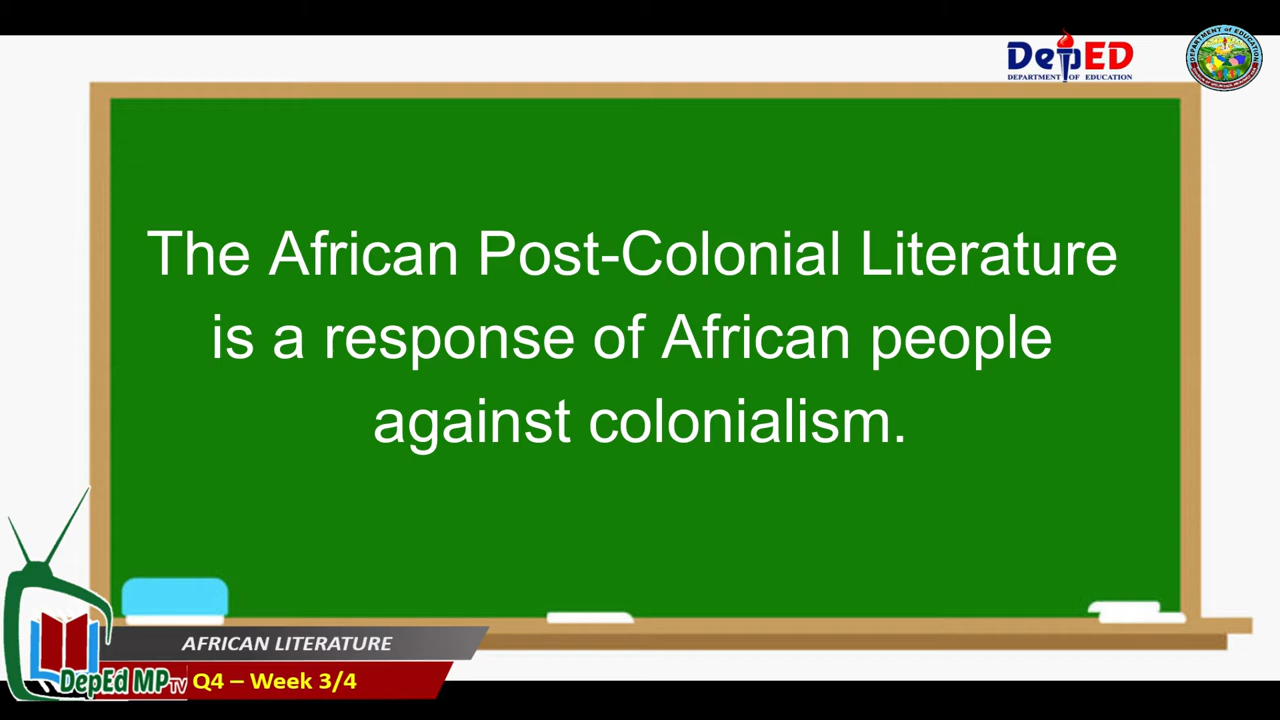 DepED
DEPARTMENT OF EDUCATION
The African Post-Colonial Literature
is a response of African people
against colonialism.
AFRICAN LITERATURE
DepEd MPTV
Q4 – Week 3/4